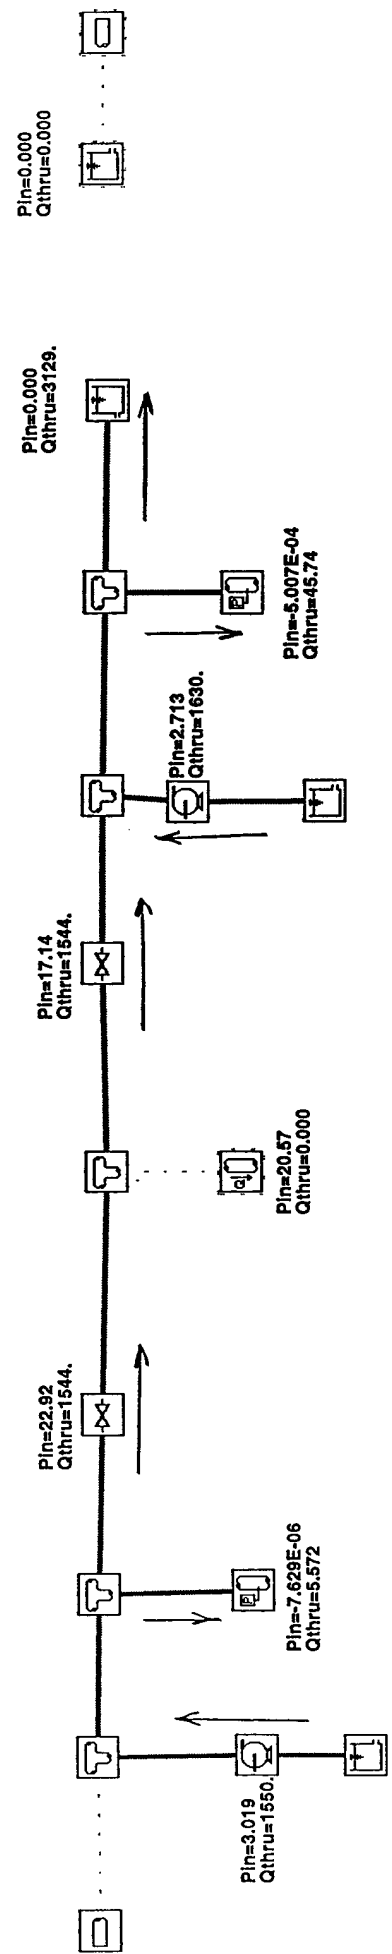 Pin=3.019
Qthru=1550.
P
Pin=-7.629E-06
Qthru=5.572
Pin=22.92
Qthru=1544.
Q
Pin=20.57
Qthru=0.000
Pin=17.14
Qthru=1544.
Pin=2.713
Qthru=1630.
P
Pin=-5.007E-04
Qthru=45.74
Pin=0.000
Qthru=3129.
Pin=0.000
Qthru=0.000